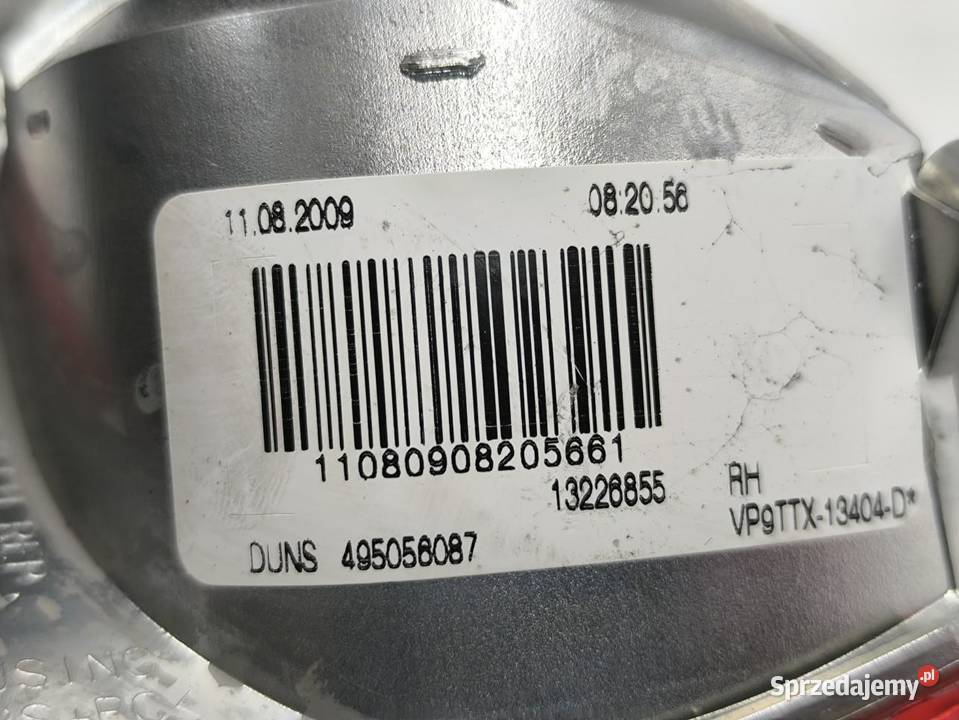 11.08.2009 08:20:56
11080908205661
13226855
RH
VP9TTX-13404-D*
DUNS 495056087
Sprzedajemy.pl